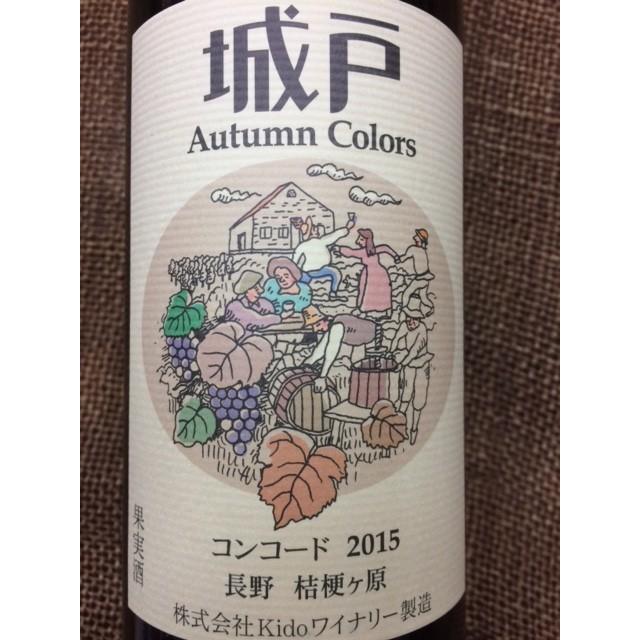 城戸
Autumn Colors
果実酒
コンコード 2015
長野 桔梗ヶ原
株式会社Kidoワイナリー製造